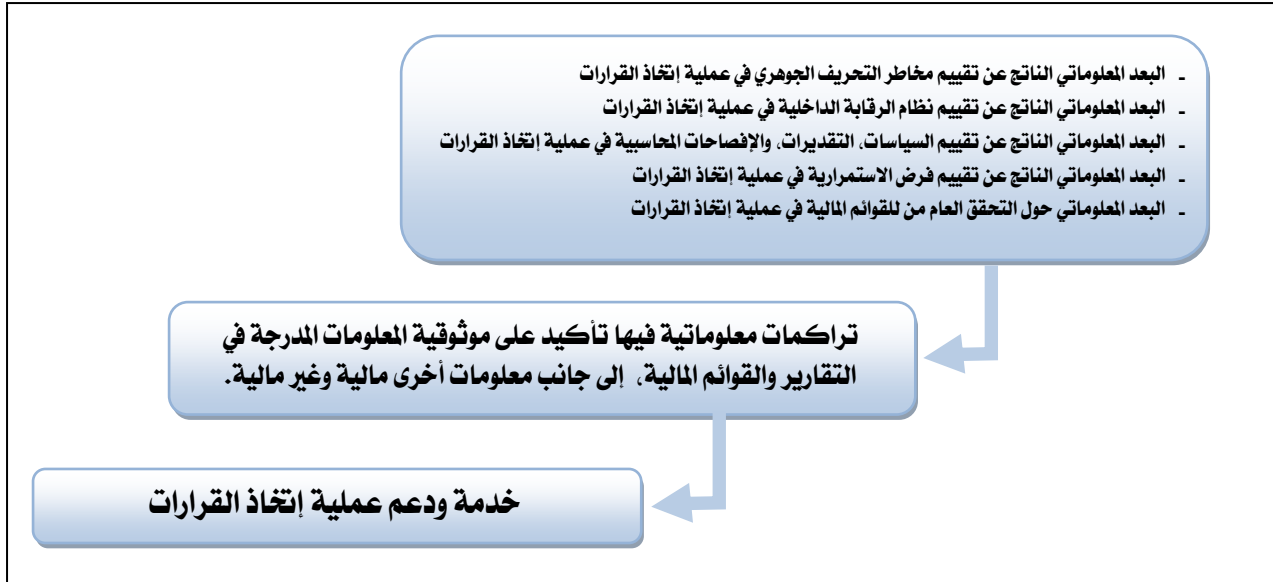 - البعد المعلوماتي الناتج عن تقييم مخاطر التحريف الجوهري في عملية إتخاذ القرارات
- البعد المعلوماتي الناتج عن تقييم نظام الرقابة الداخلية في عملية إتخاذ القرارات
- البعد المعلوماتي الناتج عن تقييم السياسات، التقديرات، والإفصاحات المحاسبية في عملية إتخاذ القرارات
- البعد المعلوماتي الناتج عن تقييم فرض الاستمرارية في عملية إتخاذ القرارات
- البعد المعلوماتي حول التحقق العام من للقوائم المالية في عملية إتخاذ القرارات
تراكمات معلوماتية فيها تأكيد على موثوقية المعلومات المدرجة في
التقارير والقوائم المالية، إلى جانب معلومات أخرى مالية وغير مالية.
خدمة ودعم عملية إتخاذ القرارات